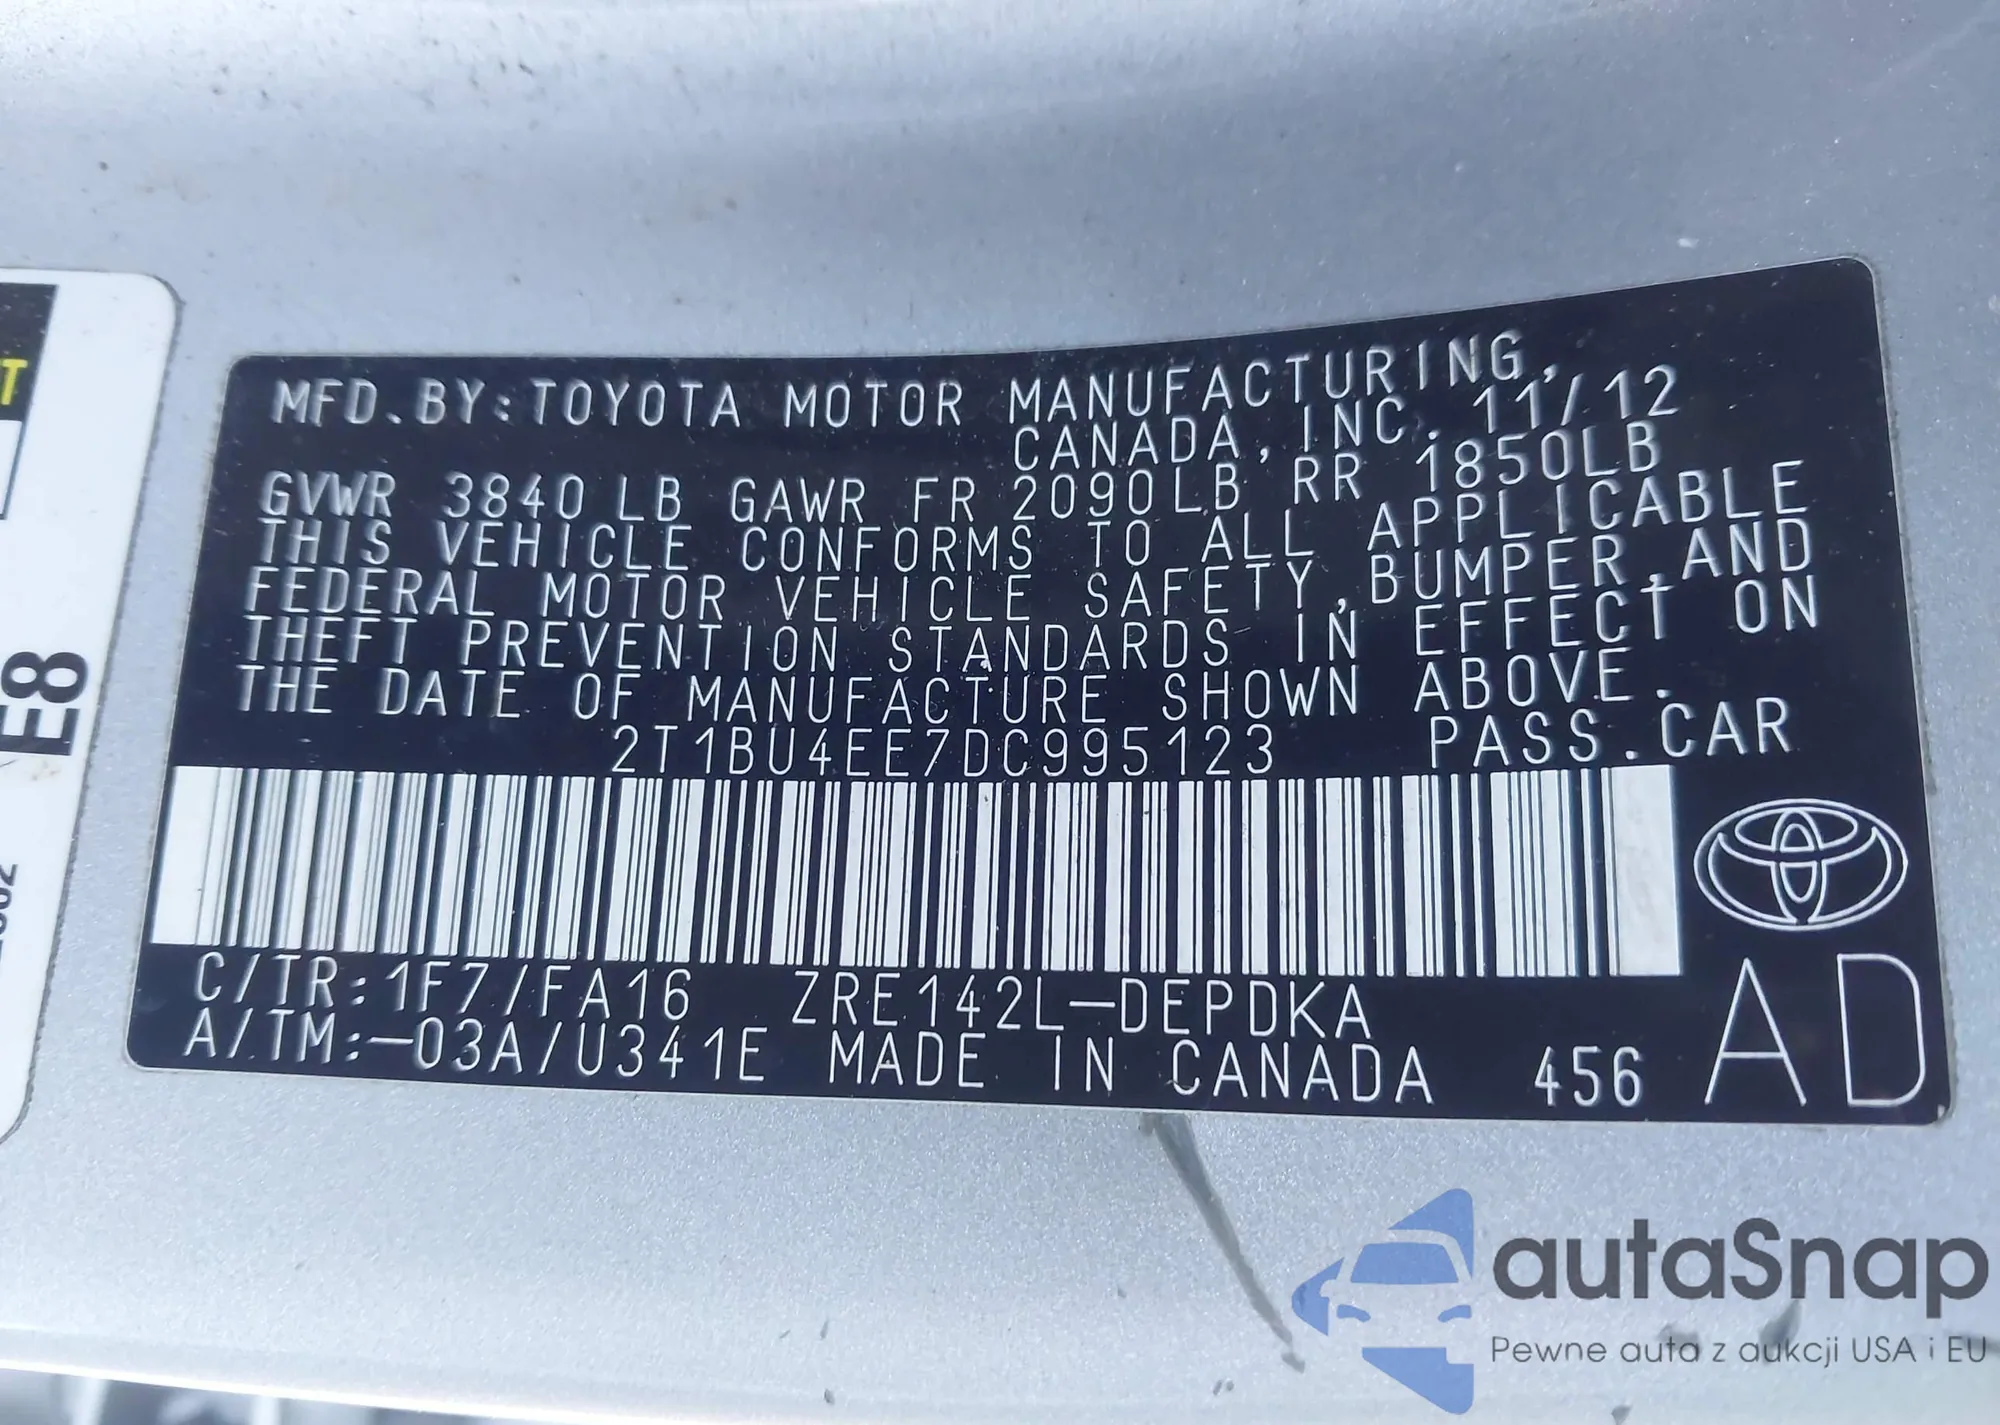 MFD.BY:TOYOTA MOTOR MANUFACTURING,
CANADA,INC. 11/12
GVWR 3840LB GAWR FR 2090LB RR 1850LB
THIS VEHICLE CONFORMS TO ALL APPLICABLE
FEDERAL MOTOR VEHICLE SAFETY,BUMPER,AND
THEFT PREVENTION STANDARDS IN EFFECT ON
THE DATE OF MANUFACTURE SHOWN ABOVE.
2T1BU4EE7DC995123 PASS.CAR
C/TR:1F7/FA16 ZRE142L-DEPDKA
A/TM:-03A/U341E MADE IN CANADA 456 AD
T
E8
autaSnap
Pewne auta z aukcji USA i EU